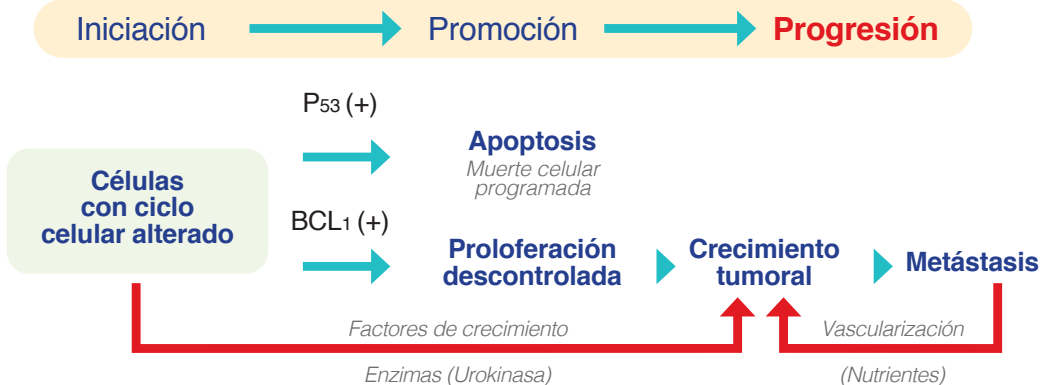 Iniciación Promoción Progresión
P53 (+)
Apoptosis
Muerte celular
programada
Células
con ciclo
celular alterado
BCL1 (+)
Proloferación
descontrolada
Crecimiento
tumoral
Metástasis
Factores de crecimiento
Vascularización
Enzimas (Urokinasa)
(Nutrientes)